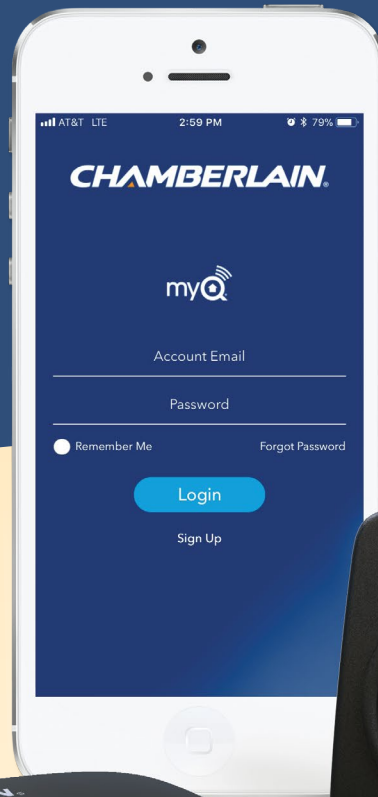 AT&T LTE 2:59 PM 79%
CHAMBERLAIN®
myQ
Account Email
Password
Remember Me Forgot Password
Login
Sign Up